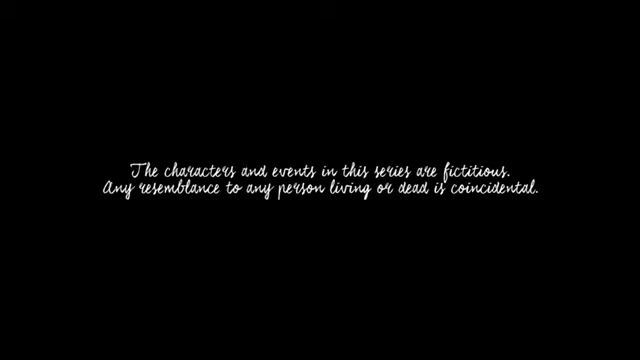 The characters and events in this series are fictitious.
Any resemblance to any person living or dead is coincidental.